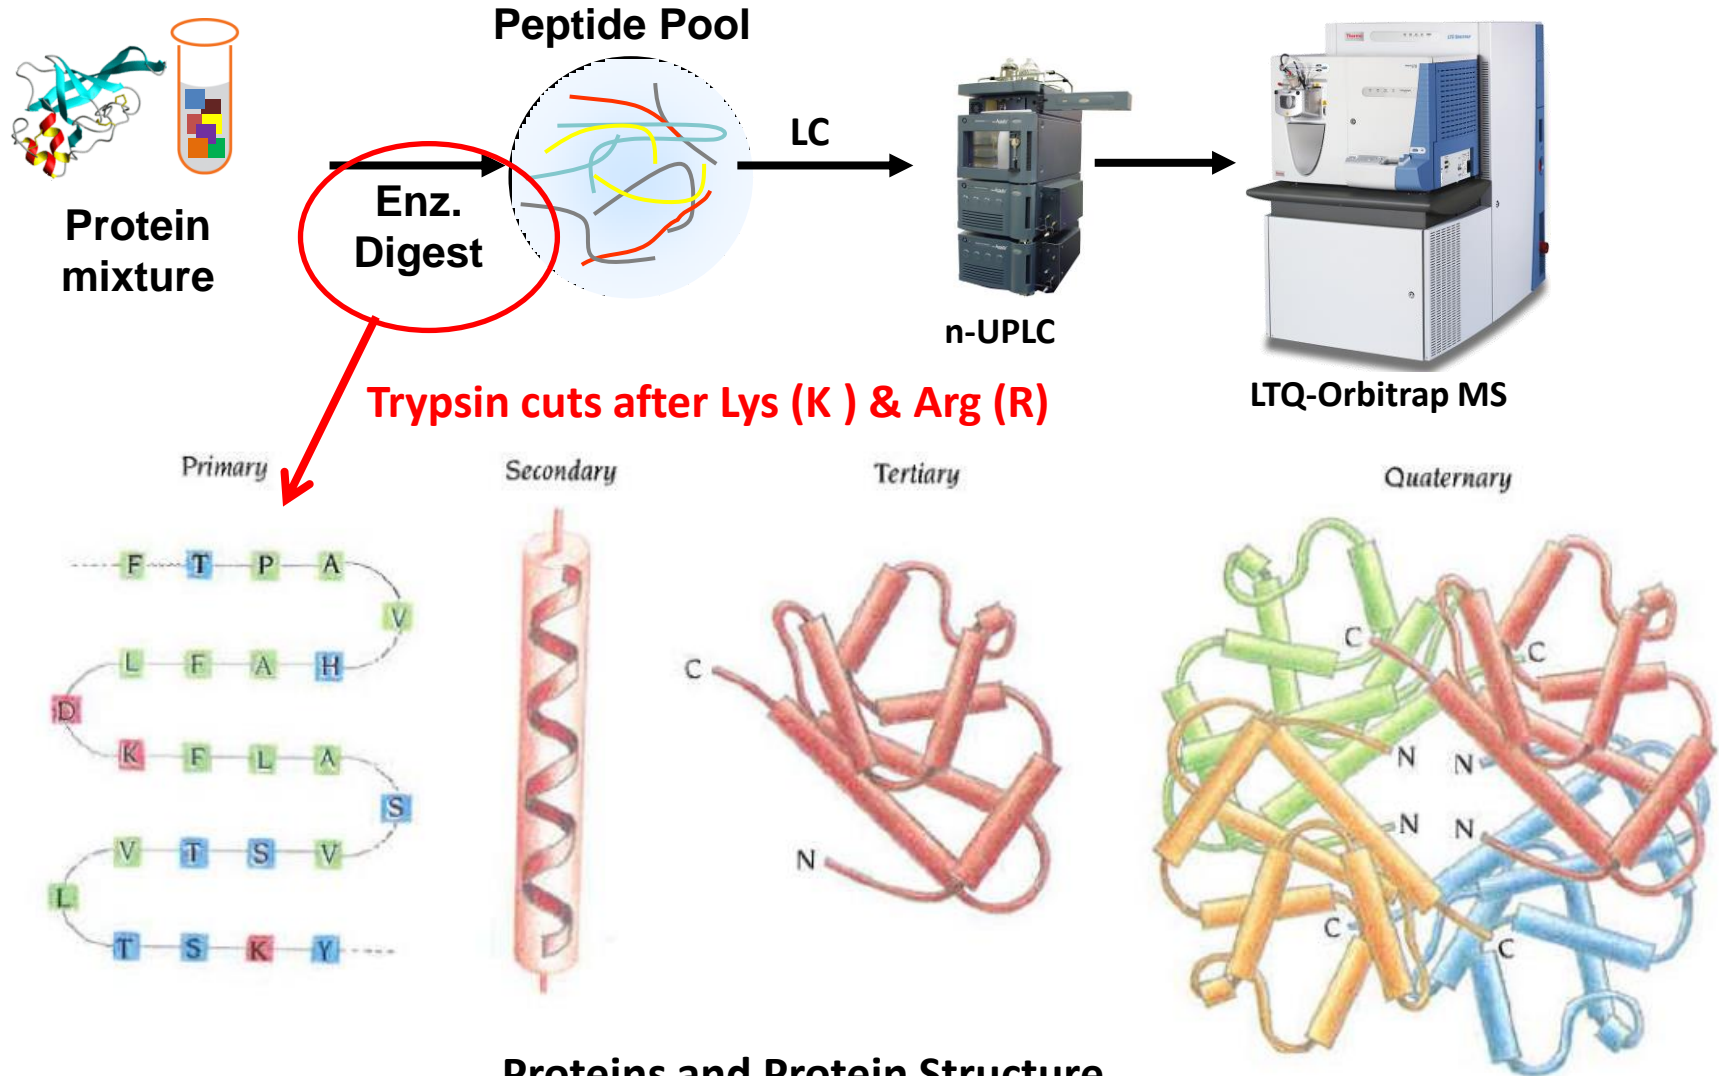 Peptide Pool
LC
Enz.
Digest
Protein
mixture
n-UPLC
LTQ-Orbitrap MS
Trypsin cuts after Lys (K ) & Arg (R)
Primary
Secondary
Tertiary
Quaternary
F T P A
V
L F A H
D
K F L A
S
V T S V
L
T S K Y
C
N
C
C
N N
N N
C
C
Proteins and Protein Structure